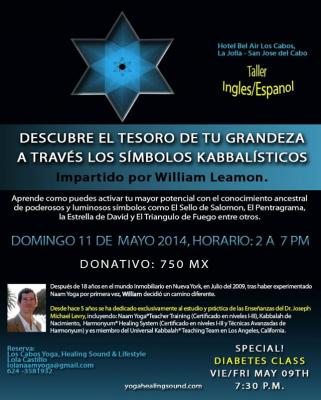 Hotel Bel Air Los Cabos,
La Jolla - San Jose del Cabo
Taller
Ingles/Espanol
DESCUBRE EL TESORO DE TU GRANDEZA
A TRAVÉS LOS SÍMBOLOS KABBALÍSTICOS
Impartido por William Leamon.
Aprende como puedes activar tu mayor potencial con el conocimiento ancestral
de poderosos y luminosos símbolos como El Sello de Salomon, El Pentragrama,
la Estrella de David y El Triangulo de Fuego entre otros.
DOMINGO 11 DE MAYO 2014, HORARIO: 2 A 7 PM
DONATIVO: 750 MX
Después de 18 años en el mundo Inmobiliario en Nueva York, en Julio del 2009, tras haber experimentado
Naam Yoga por primera vez, William decidió un camino diferente.
Desde hace 5 años se ha dedicado exclusivamente al estudio y práctica de las Enseñanzas del Dr. Joseph
Michael Levry, incluyendo: Naam Yoga®Teacher Training (Certificado en niveles I-III), Kabbalah de
Nacimiento, Harmonyum® Healing System (Certificado en niveles I-II y Técnicas Avanzadas de
Harmonyum) y es miembro del Universal Kabbalah® Teaching Team en Los Angeles, California.
Reserva:
Los Cabos Yoga, Healing Sound & Lifestyle
Lola Castillo
lolanaamyoga@gmail.com
624 -3581932
SPECIAL!
DIABETES CLASS
VIE/FRI MAY 09TH
7:30 P.M.
yogahealingsound.com